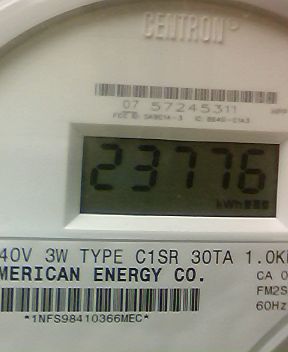 CENTRON®
07 57245311
23776
kWh
40V 3W TYPE C1SR 30TA 1.0K
MERICAN ENERGY CO.
CA 0
FM2S
60Hz
*1NFS98410366MEC*